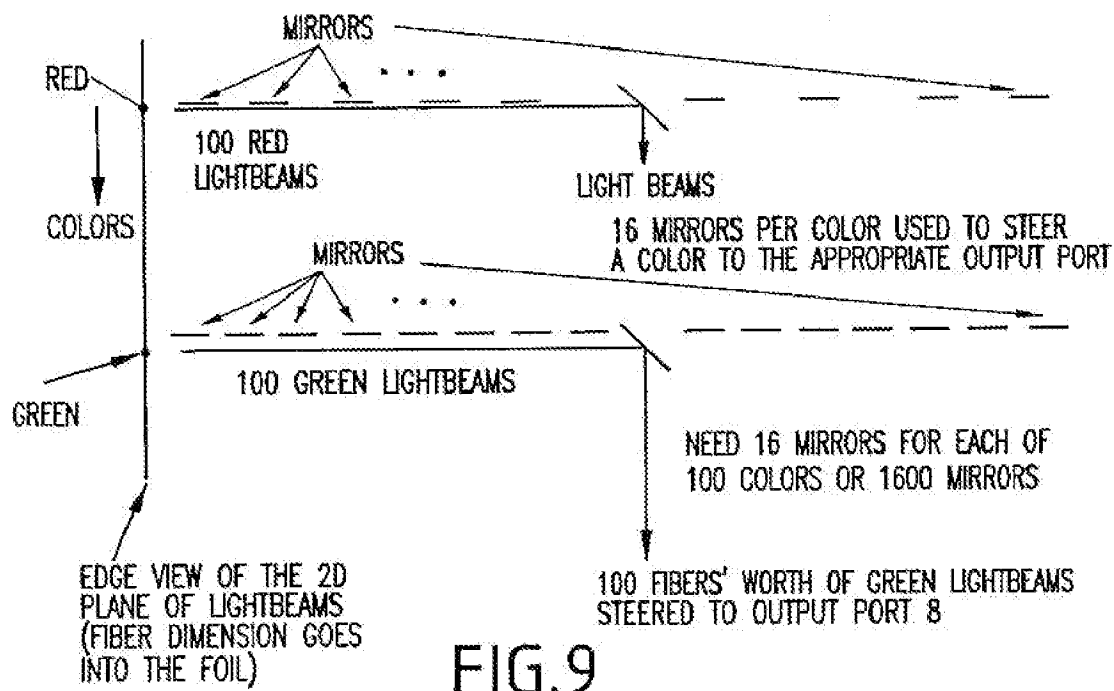 MIRRORS
RED
100 RED
LIGHTBEAMS
LIGHT BEAMS
COLORS
16 MIRRORS PER COLOR USED TO STEER
A COLOR TO THE APPROPRIATE OUTPUT PORT
MIRRORS
100 GREEN LIGHTBEAMS
GREEN
NEED 16 MIRRORS FOR EACH OF
100 COLORS OR 1600 MIRRORS
EDGE VIEW OF THE 2D
PLANE OF LIGHTBEAMS
(FIBER DIMENSION GOES
INTO THE FOIL)
100 FIBERS' WORTH OF GREEN LIGHTBEAMS
STEERED TO OUTPUT PORT 8
FIG.9